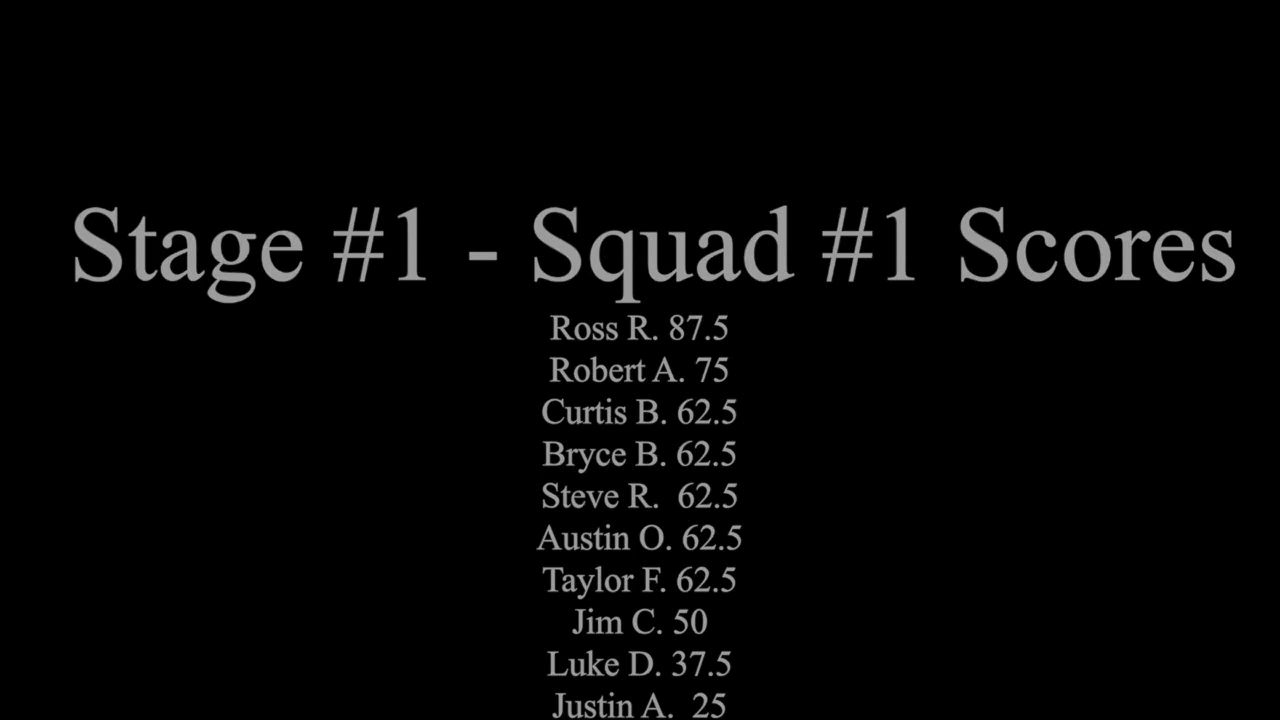 Stage #1 - Squad #1 Scores
Ross R. 87.5
Robert A. 75
Curtis B. 62.5
Bryce B. 62.5
Steve R.  62.5
Austin O. 62.5
Taylor F. 62.5
Jim C. 50
Luke D. 37.5
Justin A.  25